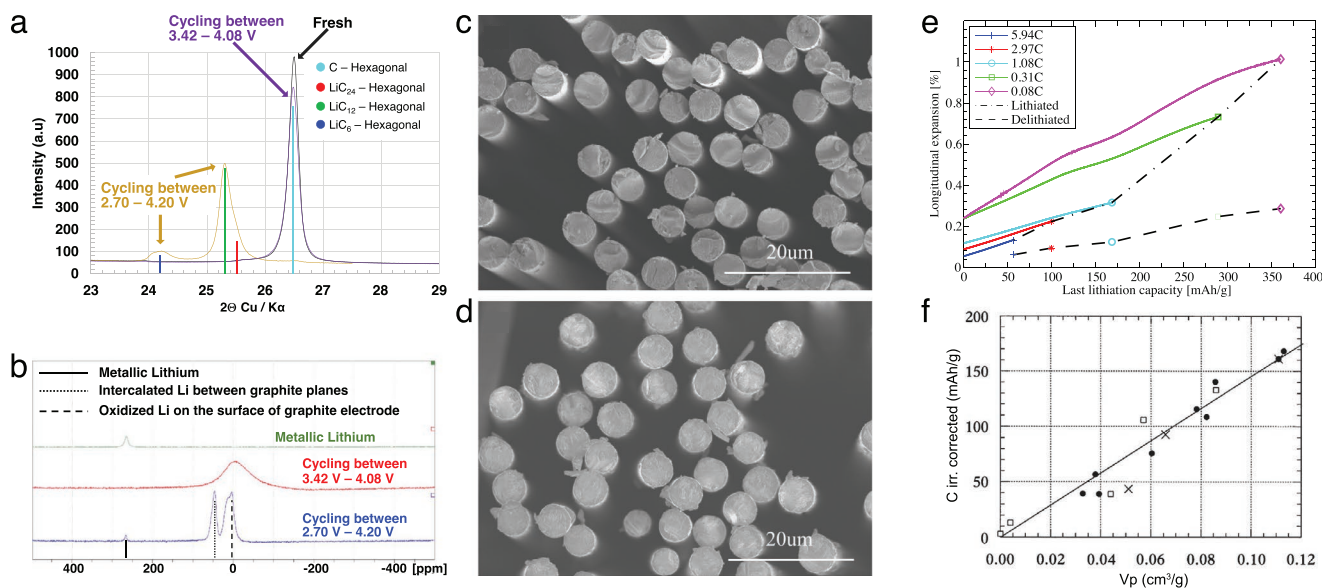 a
Cycling between
3.42 – 4.08 V
Fresh
1000
900
800
700
600
500
400
300
200
100
0
Intensity (a.u)
C – Hexagonal
LiC24 – Hexagonal
LiC12 – Hexagonal
LiC6 – Hexagonal
Cycling between
2.70 – 4.20 V
23 24 25 26 27 28 29
2Θ Cu / Kα
b
Metallic Lithium
Intercalated Li between graphite planes
Oxidized Li on the surface of graphite electrode
Metallic Lithium
Cycling between
3.42 V – 4.08 V
Cycling between
2.70 V – 4.20 V
400 200 0 -200 -400 [ppm]
c
20um
d
20um
e
5.94C
2.97C
1.08C
0.31C
0.08C
Lithiated
Delithiated
1
0.8
0.6
0.4
0.2
0
Longitudinal expansion [%]
0 50 100 150 200 250 300 350 400
Last lithiation capacity [mAh/g]
f
200
150
100
50
0
C irr. corrected (mAh/g)
0.00 0.02 0.04 0.06 0.08 0.10 0.12
Vp (cm³/g)